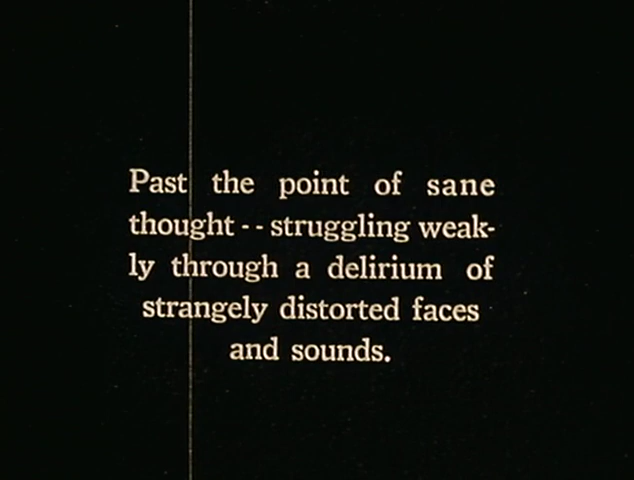 Past the point of sane
thought -- struggling weak-
ly through a delirium of
strangely distorted faces
and sounds.